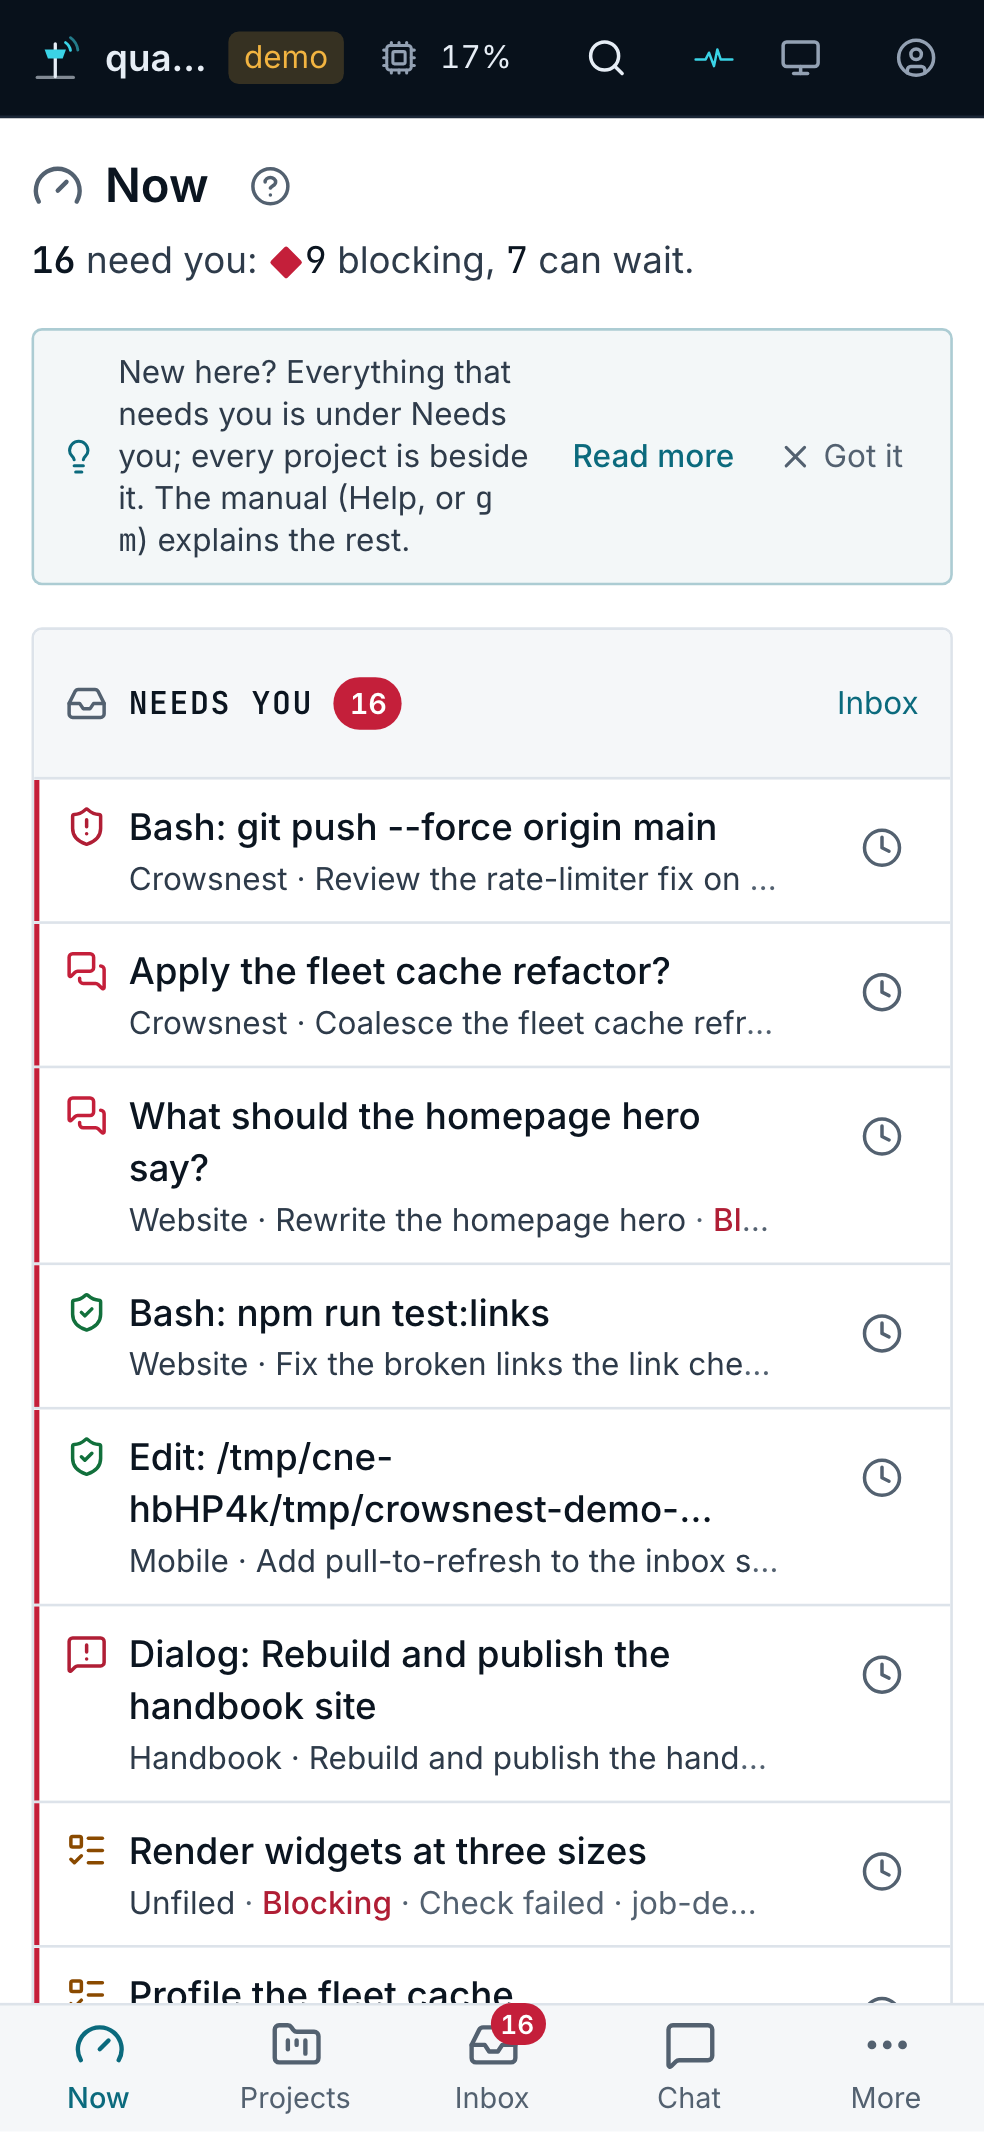 qua... demo 17%
Now
16 need you: 9 blocking, 7 can wait.
New here? Everything that
needs you is under Needs
you; every project is beside
it. The manual (Help, or g
m) explains the rest.
Read more
Got it
NEEDS YOU 16
Inbox
Bash: git push --force origin main
Crowsnest · Review the rate-limiter fix on ...
Apply the fleet cache refactor?
Crowsnest · Coalesce the fleet cache refr...
What should the homepage hero
say?
Website · Rewrite the homepage hero · Bl...
Bash: npm run test:links
Website · Fix the broken links the link che...
Edit: /tmp/cne-
hbHP4k/tmp/crowsnest-demo-...
Mobile · Add pull-to-refresh to the inbox s...
Dialog: Rebuild and publish the
handbook site
Handbook · Rebuild and publish the hand...
Render widgets at three sizes
Unfiled · Blocking · Check failed · job-de...
Profile the fleet cache
16
Now
Projects
Inbox
Chat
More